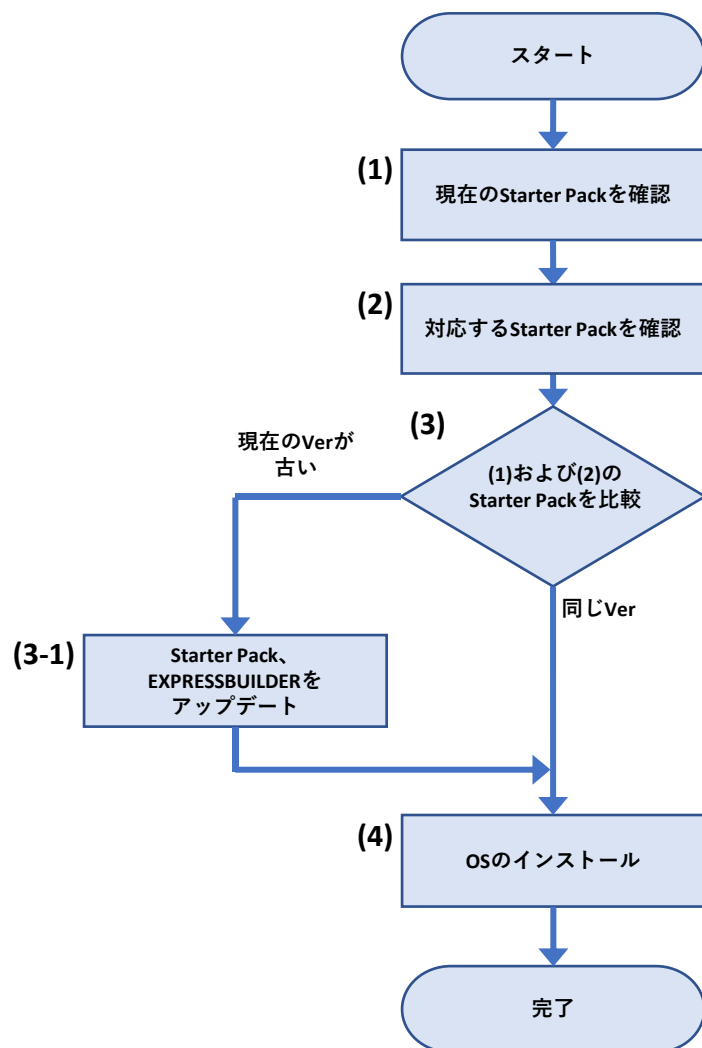 スタート
(1)
現在のStarter Packを確認
(2)
対応するStarter Packを確認
(3)
(1)および(2)の
Starter Packを比較
現在のVerが
古い
同じVer
(3-1)
Starter Pack、
EXPRESSBUILDERを
アップデート
(4)
OSのインストール
完了